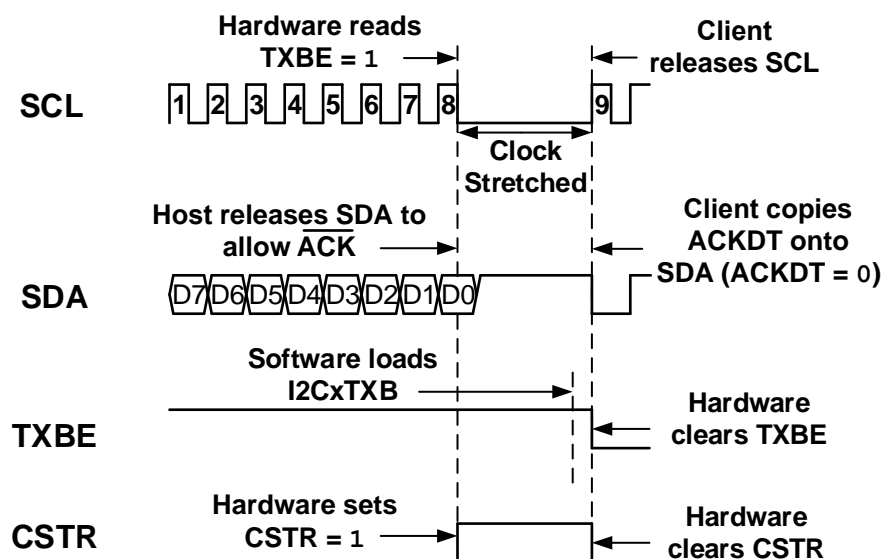 Hardware reads
TXBE = 1
Client
releases SCL
SCL
1 2 3 4 5 6 7 8 9
Clock
Stretched
Host releases SDA to
allow ACK
Client copies
ACKDT onto
SDA (ACKDT = 0)
SDA
D7 D6 D5 D4 D3 D2 D1 D0
Software loads
I2CxTXB
TXBE
Hardware
clears TXBE
Hardware sets
CSTR = 1
CSTR
Hardware
clears CSTR